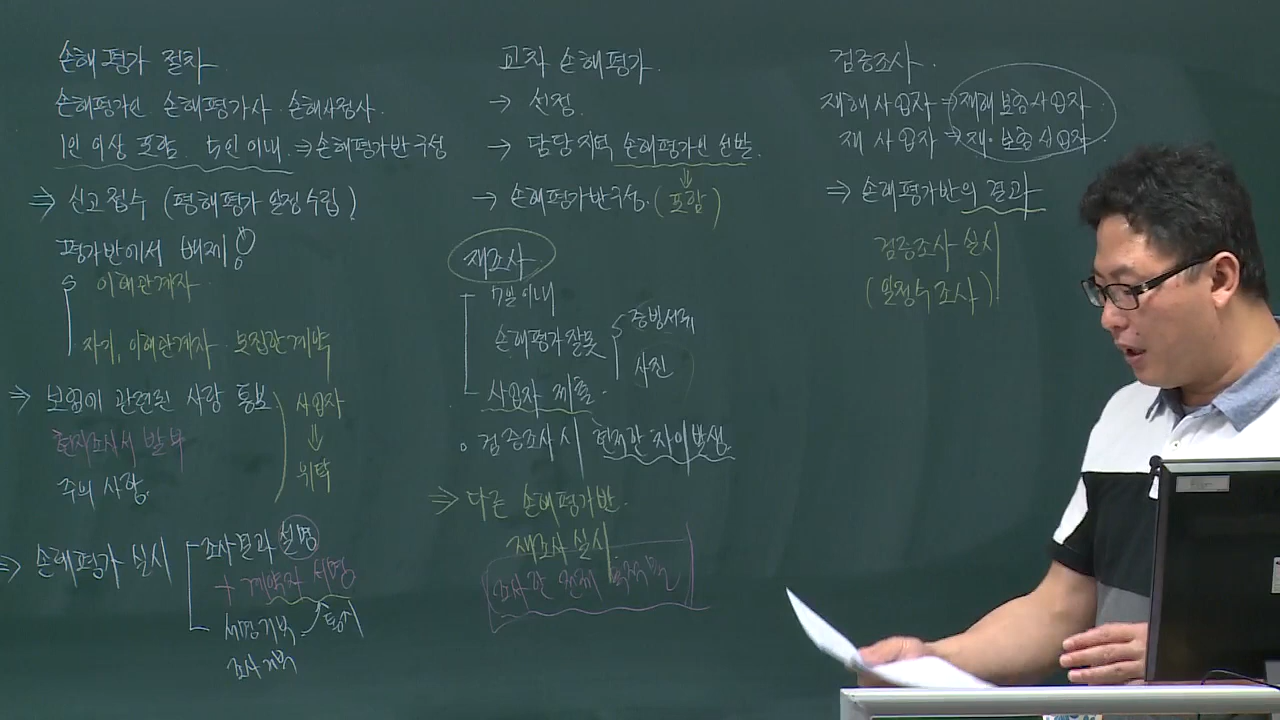 손해평가 절차
손해평가인 손해평가사 손해사정사
1인 이상 포함 5인 이내 ⇒ 손해평가반 구성
⇒ 신고접수 (평해평가 일정수립)
평가반에서 배제!
이해관계자
자기, 이해관계자 모집한 계약
⇒ 보험에 관련된 사항 통보
현지조사서 발부
주의 사항
사업자
⇓
위탁
⇒ 손해평가 실시
조사결과 설명
+ 계약자 서명
서명거부
조사거부
교차 손해평가
→ 선정
→ 담당지역 손해평가인 선발
⇓
→ 손해평가반구성 (포함)
재조사
7일 이내
손해평가잘못
증빙서류
사진
사업자 제출
검증조사시 현저한 차이발생
⇒ 다른 손해평가반
재조사 실시
조사한 전체
검증조사
재해사업자 → 재해보험사업자
재 사업자 → 재·보험사업자
⇒ 손해평가반의 결과
검증조사 실시
(일정수 조사)